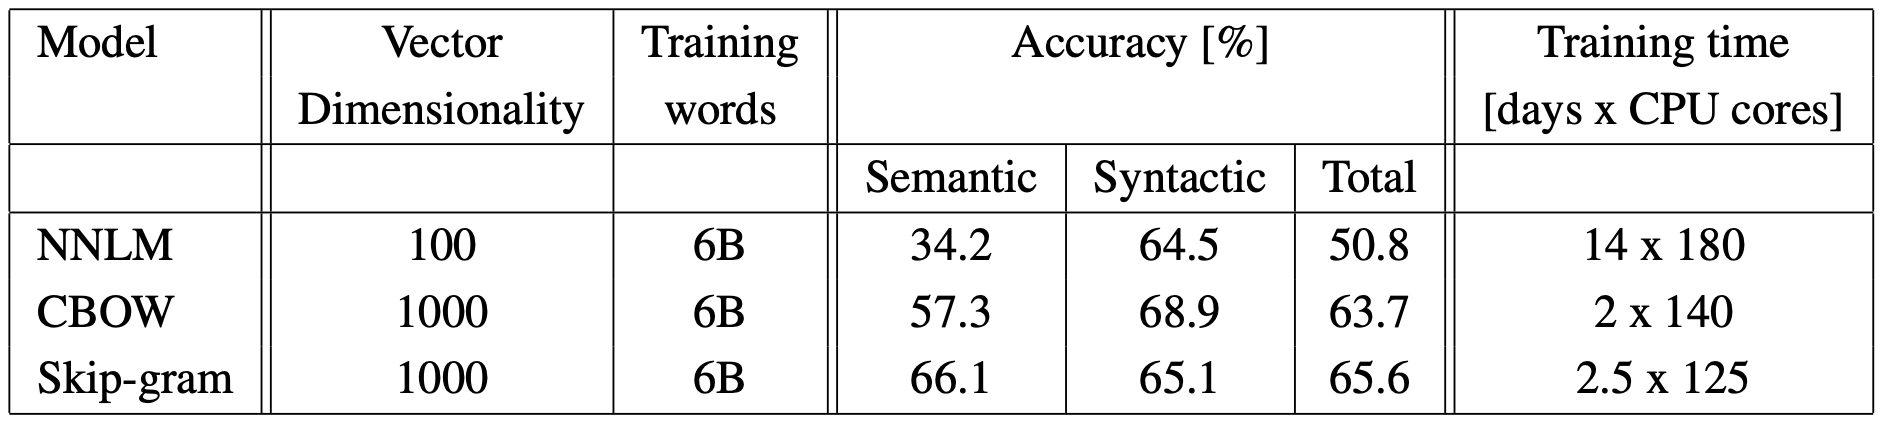 Model Vector Training Accuracy [%] Training time
Dimensionality words [days x CPU cores]
Semantic Syntactic Total
NNLM 100 6B 34.2 64.5 50.8 14 x 180
CBOW 1000 6B 57.3 68.9 63.7 2 x 140
Skip-gram 1000 6B 66.1 65.1 65.6 2.5 x 125